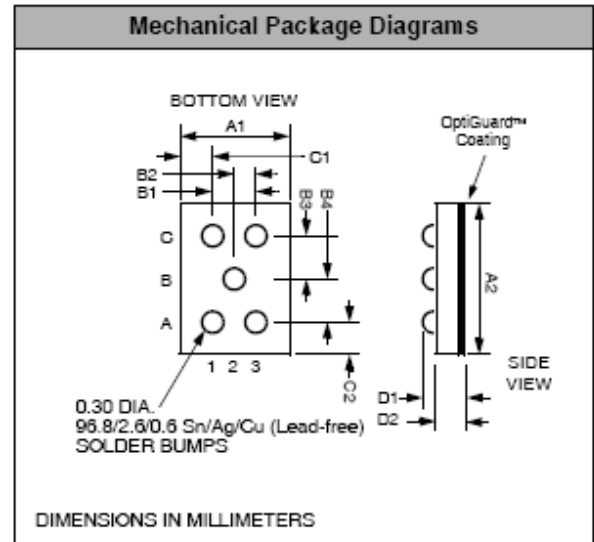 Mechanical Package Diagrams
BOTTOM VIEW
A1
OptiGuard™
Coating
C1
B2
B1
B3
B4
C
B
A
A2
1 2 3
C2
SIDE
VIEW
D1
D2
0.30 DIA.
96.8/2.6/0.6 Sn/Ag/Cu (Lead-free)
SOLDER BUMPS
DIMENSIONS IN MILLIMETERS